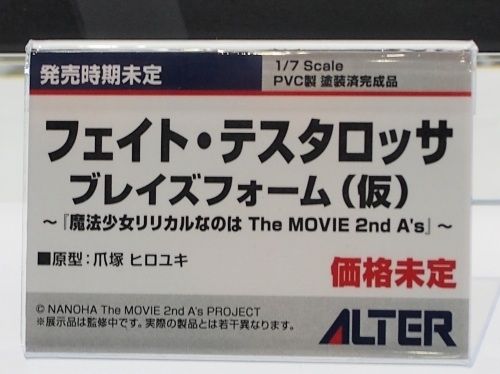 発売時期未定
1/7 Scale
PVC製 塗装済完成品
フェイト・テスタロッサ
ブレイズフォーム（仮）
～『魔法少女リリカルなのは The MOVIE 2nd A's』～
■原型：爪塚 ヒロユキ
価格未定
© NANOHA The MOVIE 2nd A's PROJECT
※展示品は監修中です。実際の製品とは若干異なります。
ALTER